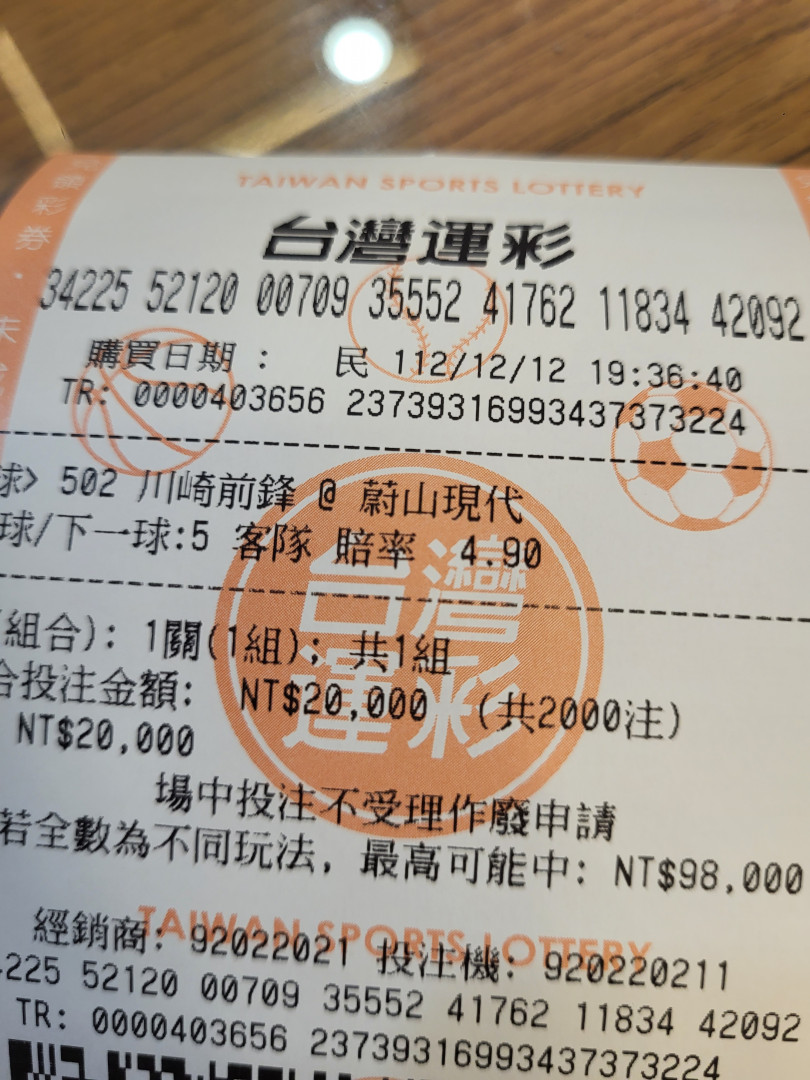 TAIWAN SPORTS LOTTERY
台灣運彩
彩券
34225 52120 00709 35552 41762 11834 42092
購買日期 : 民 112/12/12 19:36:40
TR: 0000403656 23739316993437373224
球> 502 川崎前鋒 @ 蔚山現代
球/下一球:5 客隊 賠率 4.90
台灣運彩
組合): 1關(1組); 共1組
合投注金額: NT$20,000 (共2000注)
NT$20,000
場中投注不受理作廢申請
若全數為不同玩法, 最高可能中: NT$98,000
TAIWAN SPORTS LOTTERY
經銷商: 92022021 投注機: 920220211
225 52120 00709 35552 41762 11834 42092
TR: 0000403656 23739316993437373224